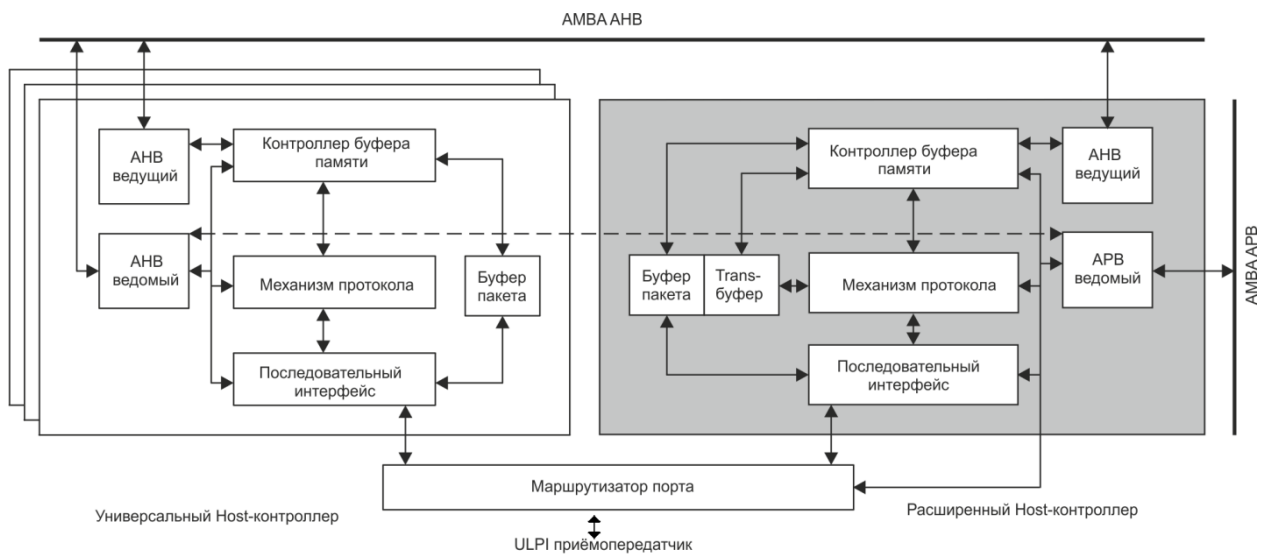 AMBA AHB
AHB
ведущий
Контроллер буфера
памяти
AHB
ведомый
Механизм протокола
Буфер
пакета
Последовательный
интерфейс
Контроллер буфера
памяти
AHB
ведущий
Буфер
пакета
Trans-
буфер
Механизм протокола
APB
ведомый
AMBA APB
Последовательный
интерфейс
Маршрутизатор порта
Универсальный Host-контроллер
Расширенный Host-контроллер
ULPI приёмопередатчик